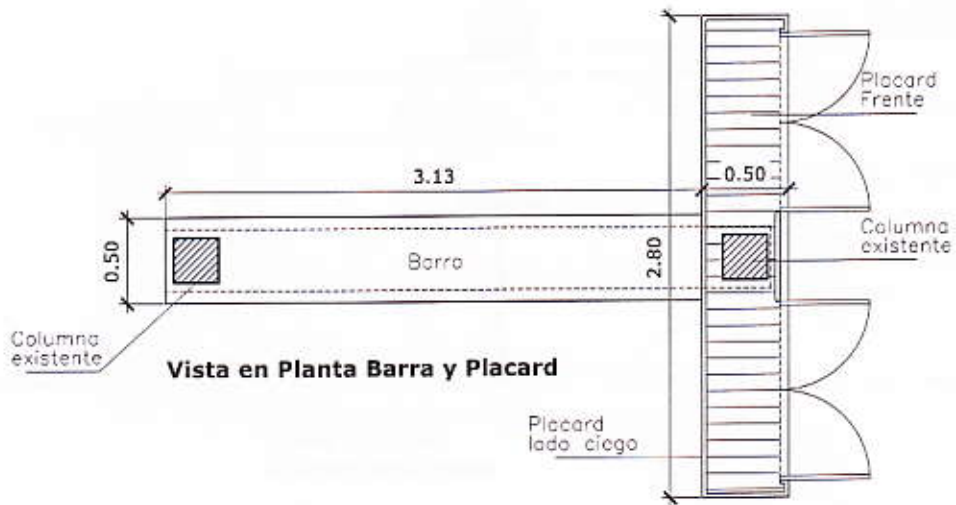 Placard
Frente
3.13
0.50
0.50
Barra
2.80
Columna
existente
Columna
existente
Vista en Planta Barra y Placard
Placard
lado ciego